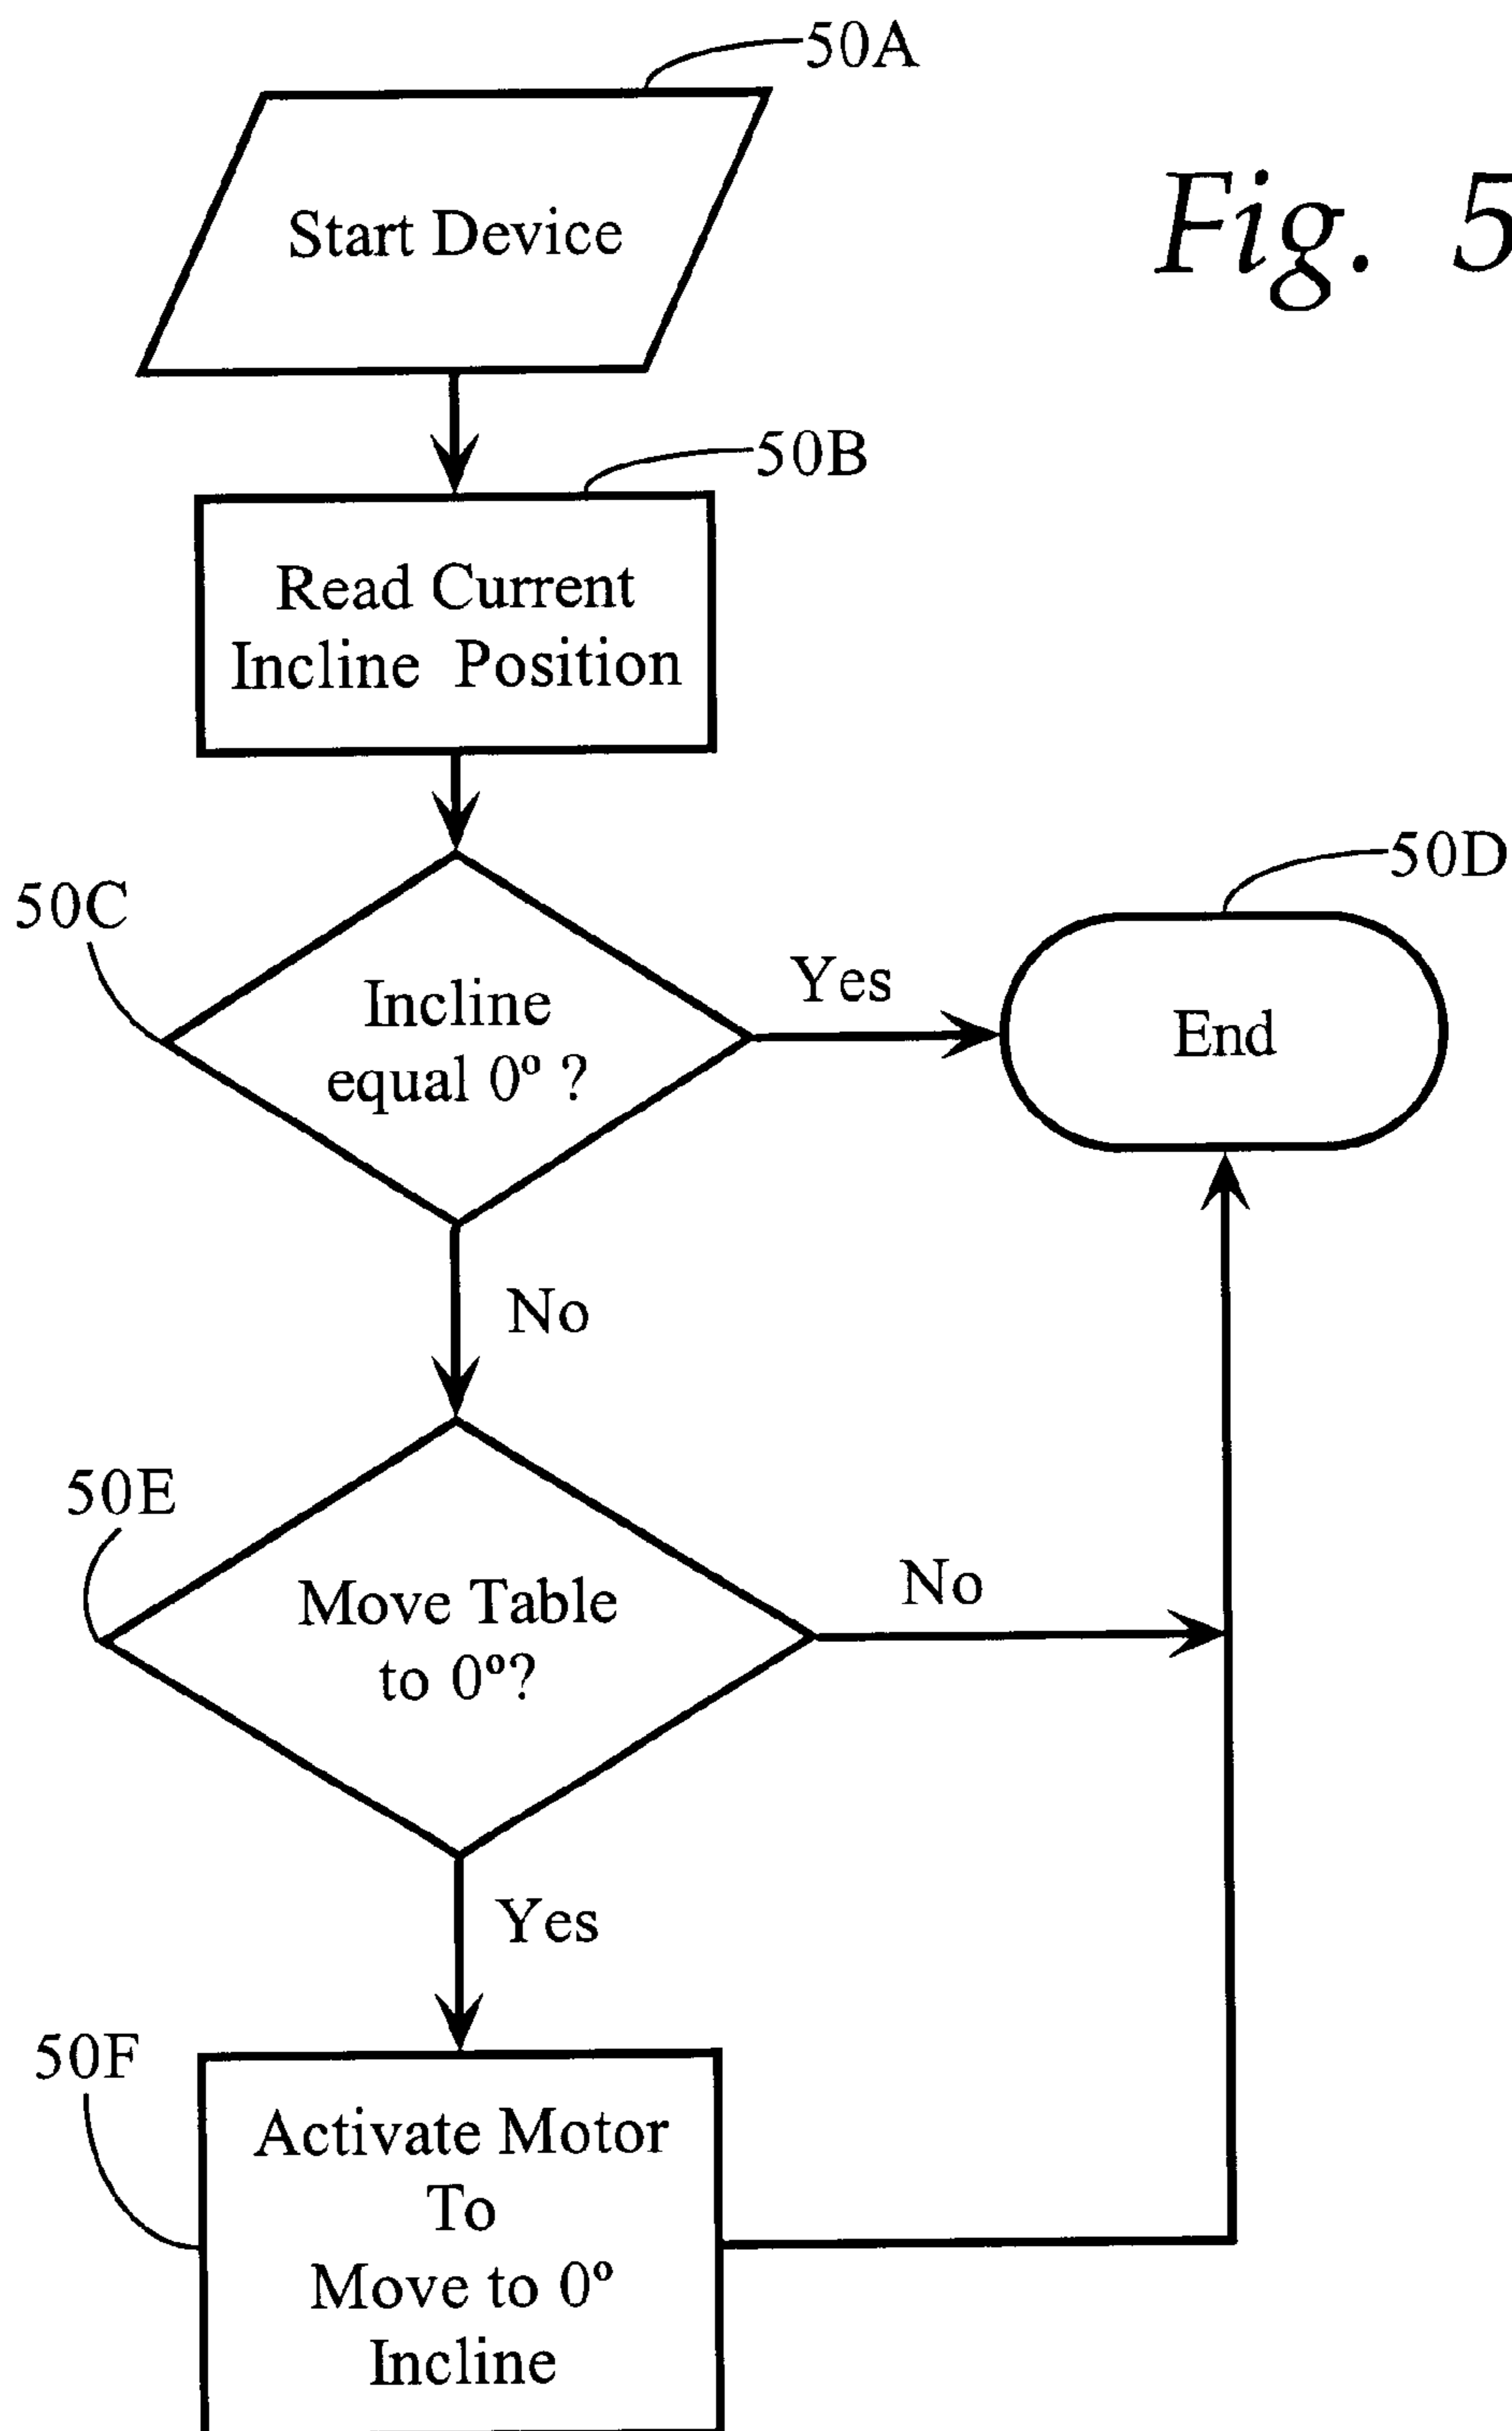 50A
Start Device
Fig. 5
50B
Read Current
Incline Position
50C
Incline
equal 0º ?
Yes
50D
End
No
50E
Move Table
to 0º?
No
Yes
50F
Activate Motor
To
Move to 0º
Incline